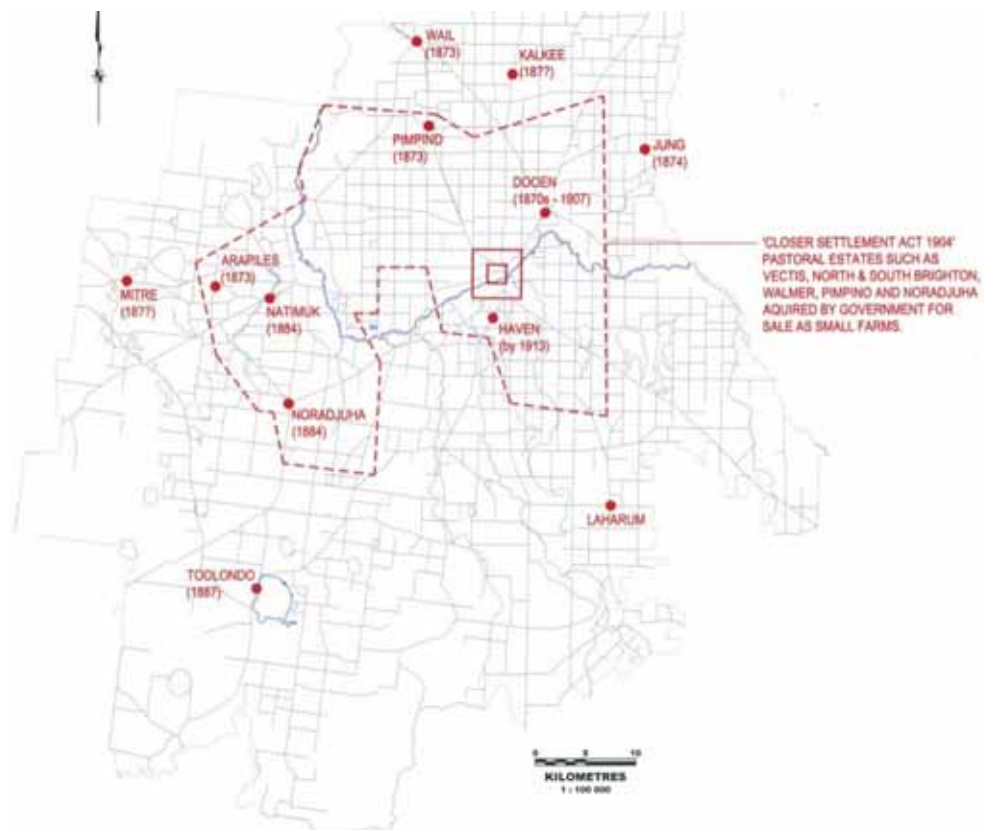 WAIL
(1873)
KALKEE
(1877)
PIMPIND
(1873)
JUNG
(1874)
DOOEN
(1870s - 1907)
'CLOSER SETTLEMENT ACT 1904'
PASTORAL ESTATES SUCH AS
VECTIS, NORTH & SOUTH BRIGHTON,
WALMER, PIMPINO AND NORADJUHA
AQUIRED BY GOVERNMENT FOR
SALE AS SMALL FARMS.
ARAPILES
(1873)
MITRE
(1877)
NATIMUK
(1884)
HAVEN
(by 1913)
NORADJUHA
(1884)
LAHARUM
TOOLONDO
(1887)
0 5 10
KILOMETRES
1 : 100 000